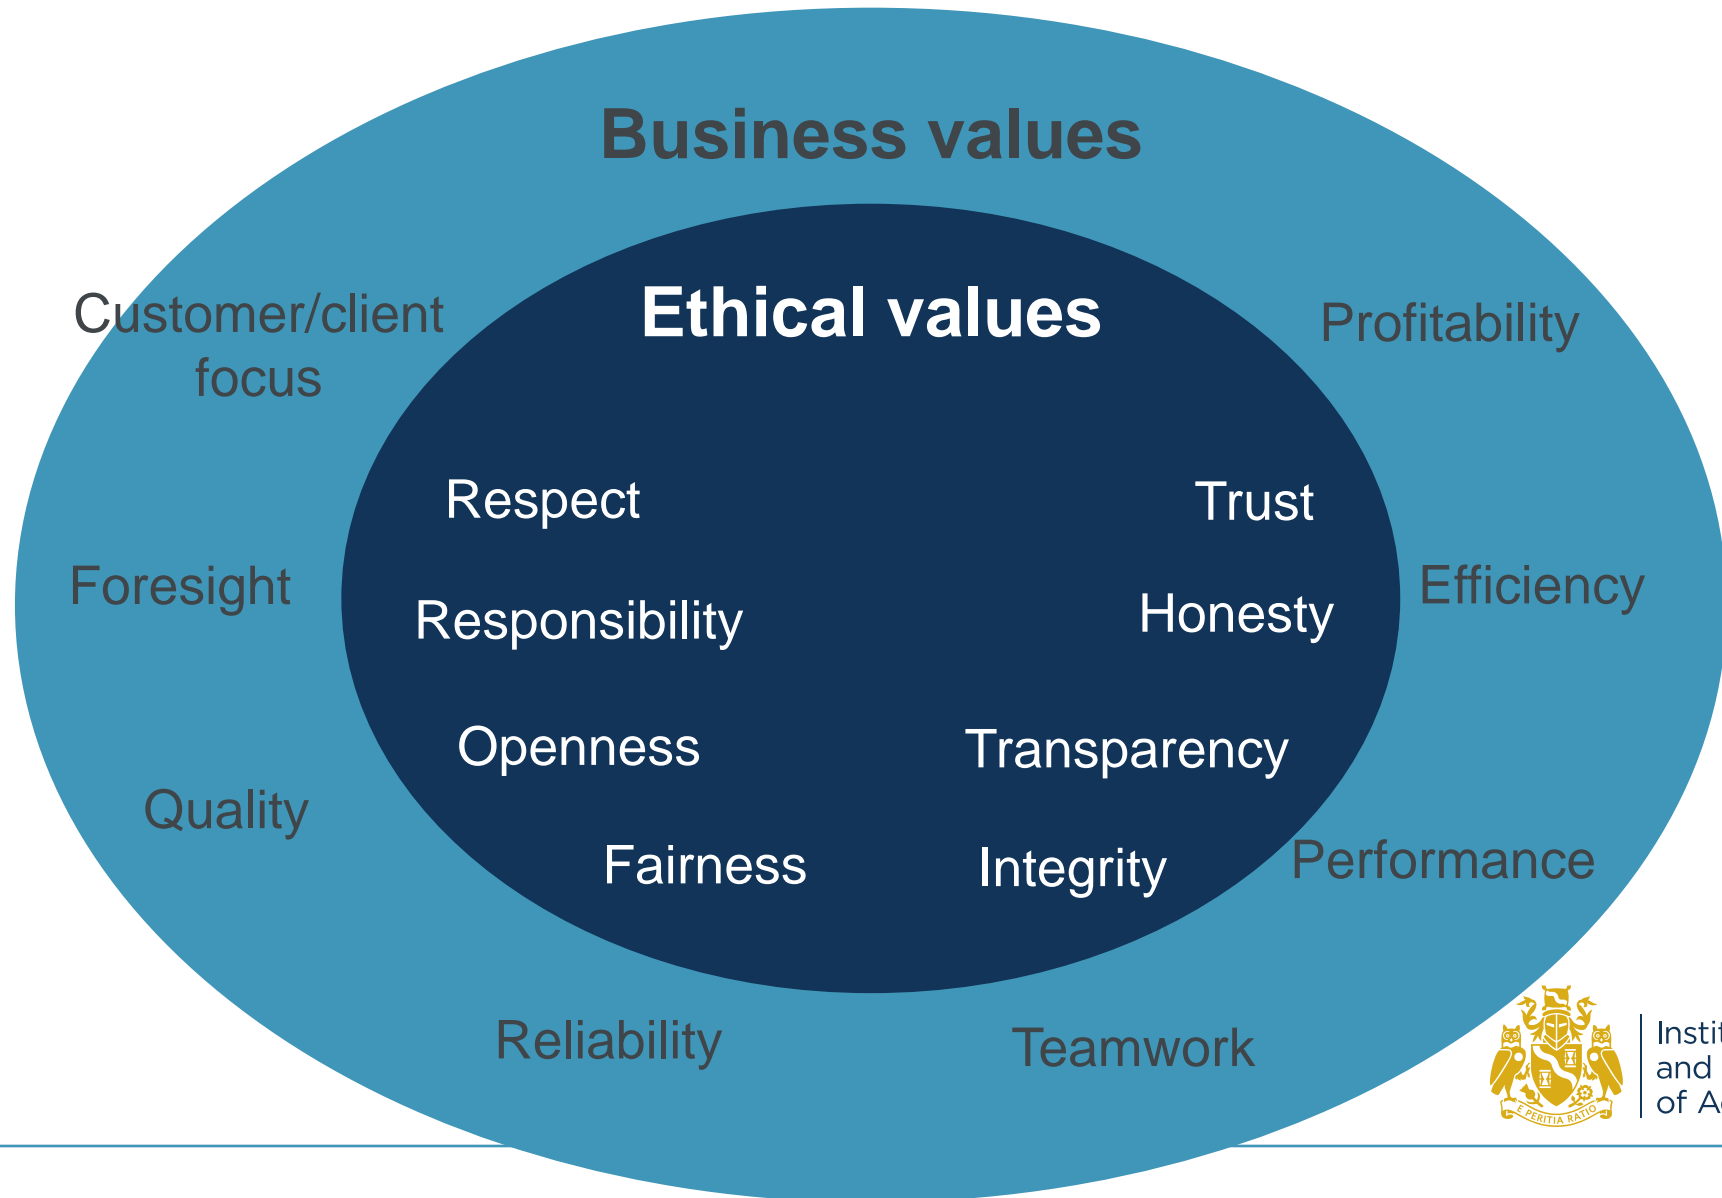 Business values
Ethical values
Customer/client
focus
Profitability
Respect
Trust
Foresight
Efficiency
Responsibility
Honesty
Openness
Transparency
Quality
Performance
Fairness
Integrity
Reliability
Teamwork
and
of
E PERITIA RATIO